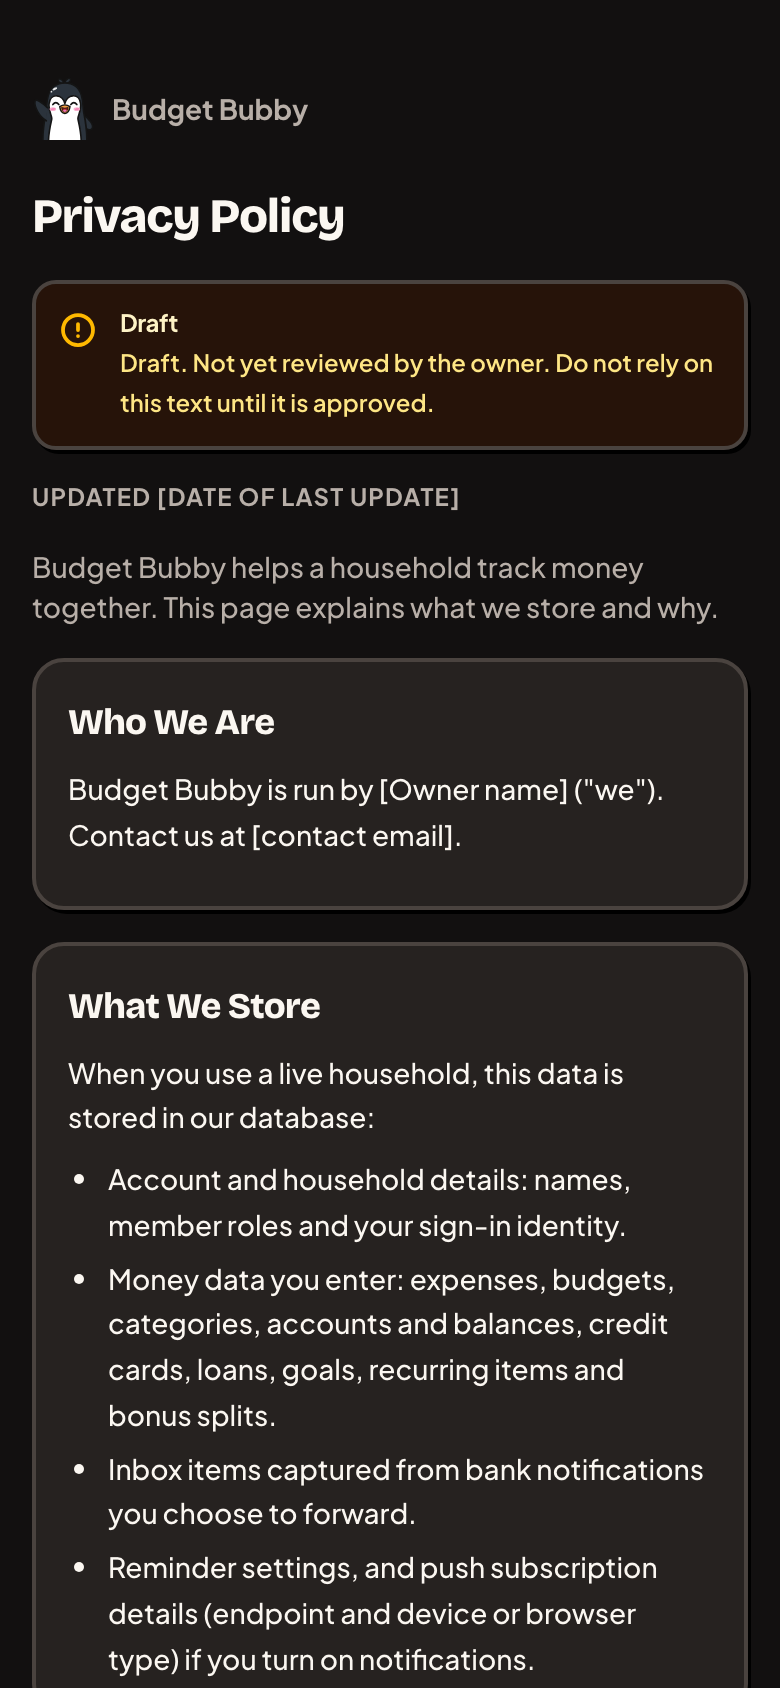 Budget Bubby
Privacy Policy
Draft
Draft. Not yet reviewed by the owner. Do not rely on
this text until it is approved.
UPDATED [DATE OF LAST UPDATE]
Budget Bubby helps a household track money
together. This page explains what we store and why.
Who We Are
Budget Bubby is run by [Owner name] ("we").
Contact us at [contact email].
What We Store
When you use a live household, this data is
stored in our database:
• Account and household details: names,
member roles and your sign-in identity.
• Money data you enter: expenses, budgets,
categories, accounts and balances, credit
cards, loans, goals, recurring items and
bonus splits.
• Inbox items captured from bank notifications
you choose to forward.
• Reminder settings, and push subscription
details (endpoint and device or browser
type) if you turn on notifications.